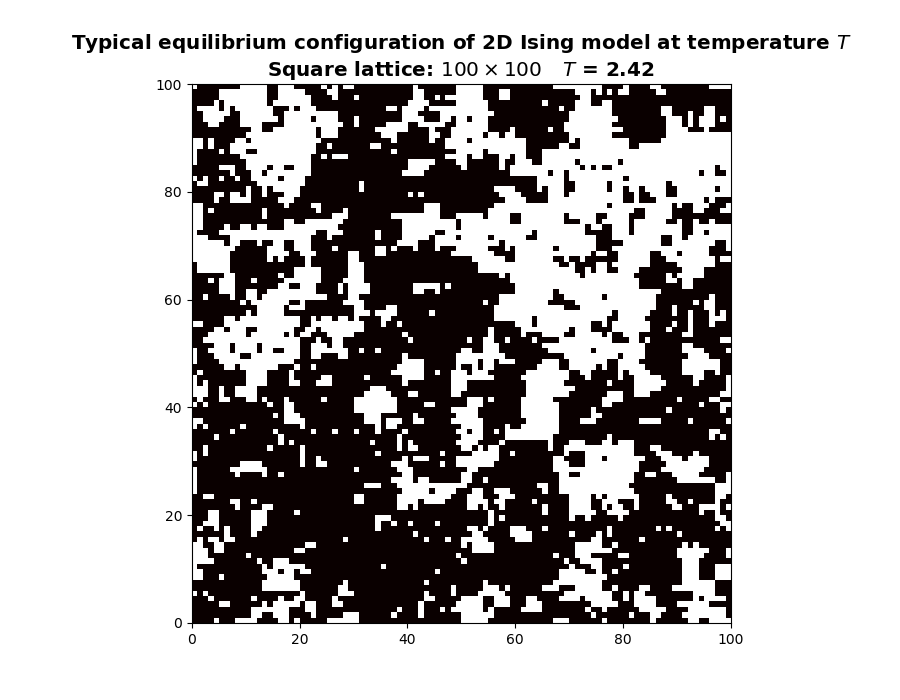 Typical equilibrium configuration of 2D Ising model at temperature T
Square lattice: 100 × 100 T = 2.42
100
80
60
40
20
0
0 20 40 60 80 100